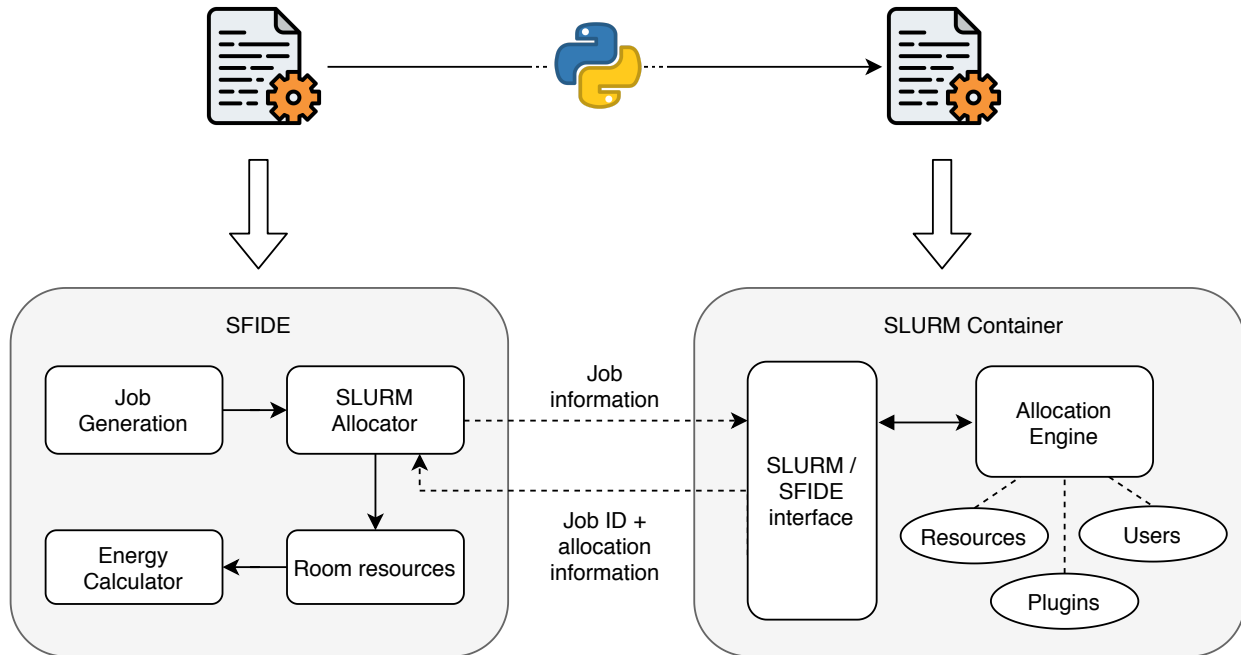 SFIDE
SLURM Container
Job
Generation
SLURM
Allocator
Energy
Calculator
Room resources
Job
information
Job ID +
allocation
information
SLURM /
SFIDE
interface
Allocation
Engine
Resources
Users
Plugins